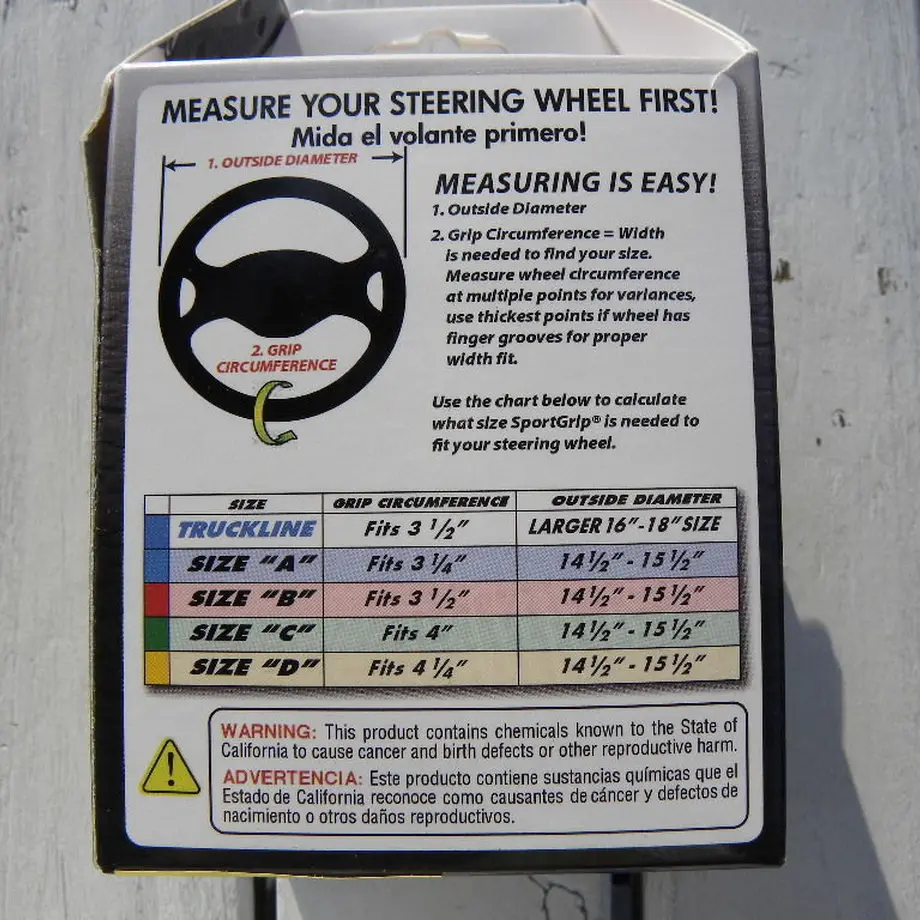 MEASURE YOUR STEERING WHEEL FIRST!
Mida el volante primero!
1. OUTSIDE DIAMETER
2. GRIP
CIRCUMFERENCE
MEASURING IS EASY!
1. Outside Diameter
2. Grip Circumference = Width
is needed to find your size.
Measure wheel circumference
at multiple points for variances,
use thickest points if wheel has
finger grooves for proper
width fit.
Use the chart below to calculate
what size SportGrip® is needed to
fit your steering wheel.
SIZE GRIP CIRCUMFERENCE OUTSIDE DIAMETER
TRUCKLINE Fits 3 1/2" LARGER 16"-18" SIZE
SIZE "A" Fits 3 1/4" 14 1/2" - 15 1/2"
SIZE "B" Fits 3 1/2" 14 1/2" - 15 1/2"
SIZE "C" Fits 4" 14 1/2" - 15 1/2"
SIZE "D" Fits 4 1/4" 14 1/2" - 15 1/2"
WARNING: This product contains chemicals known to the State of
California to cause cancer and birth defects or other reproductive harm.
ADVERTENCIA: Este producto contiene sustancias químicas que el
Estado de California reconoce como causantes de cáncer y defectos de
nacimiento o otros daños reproductivos.